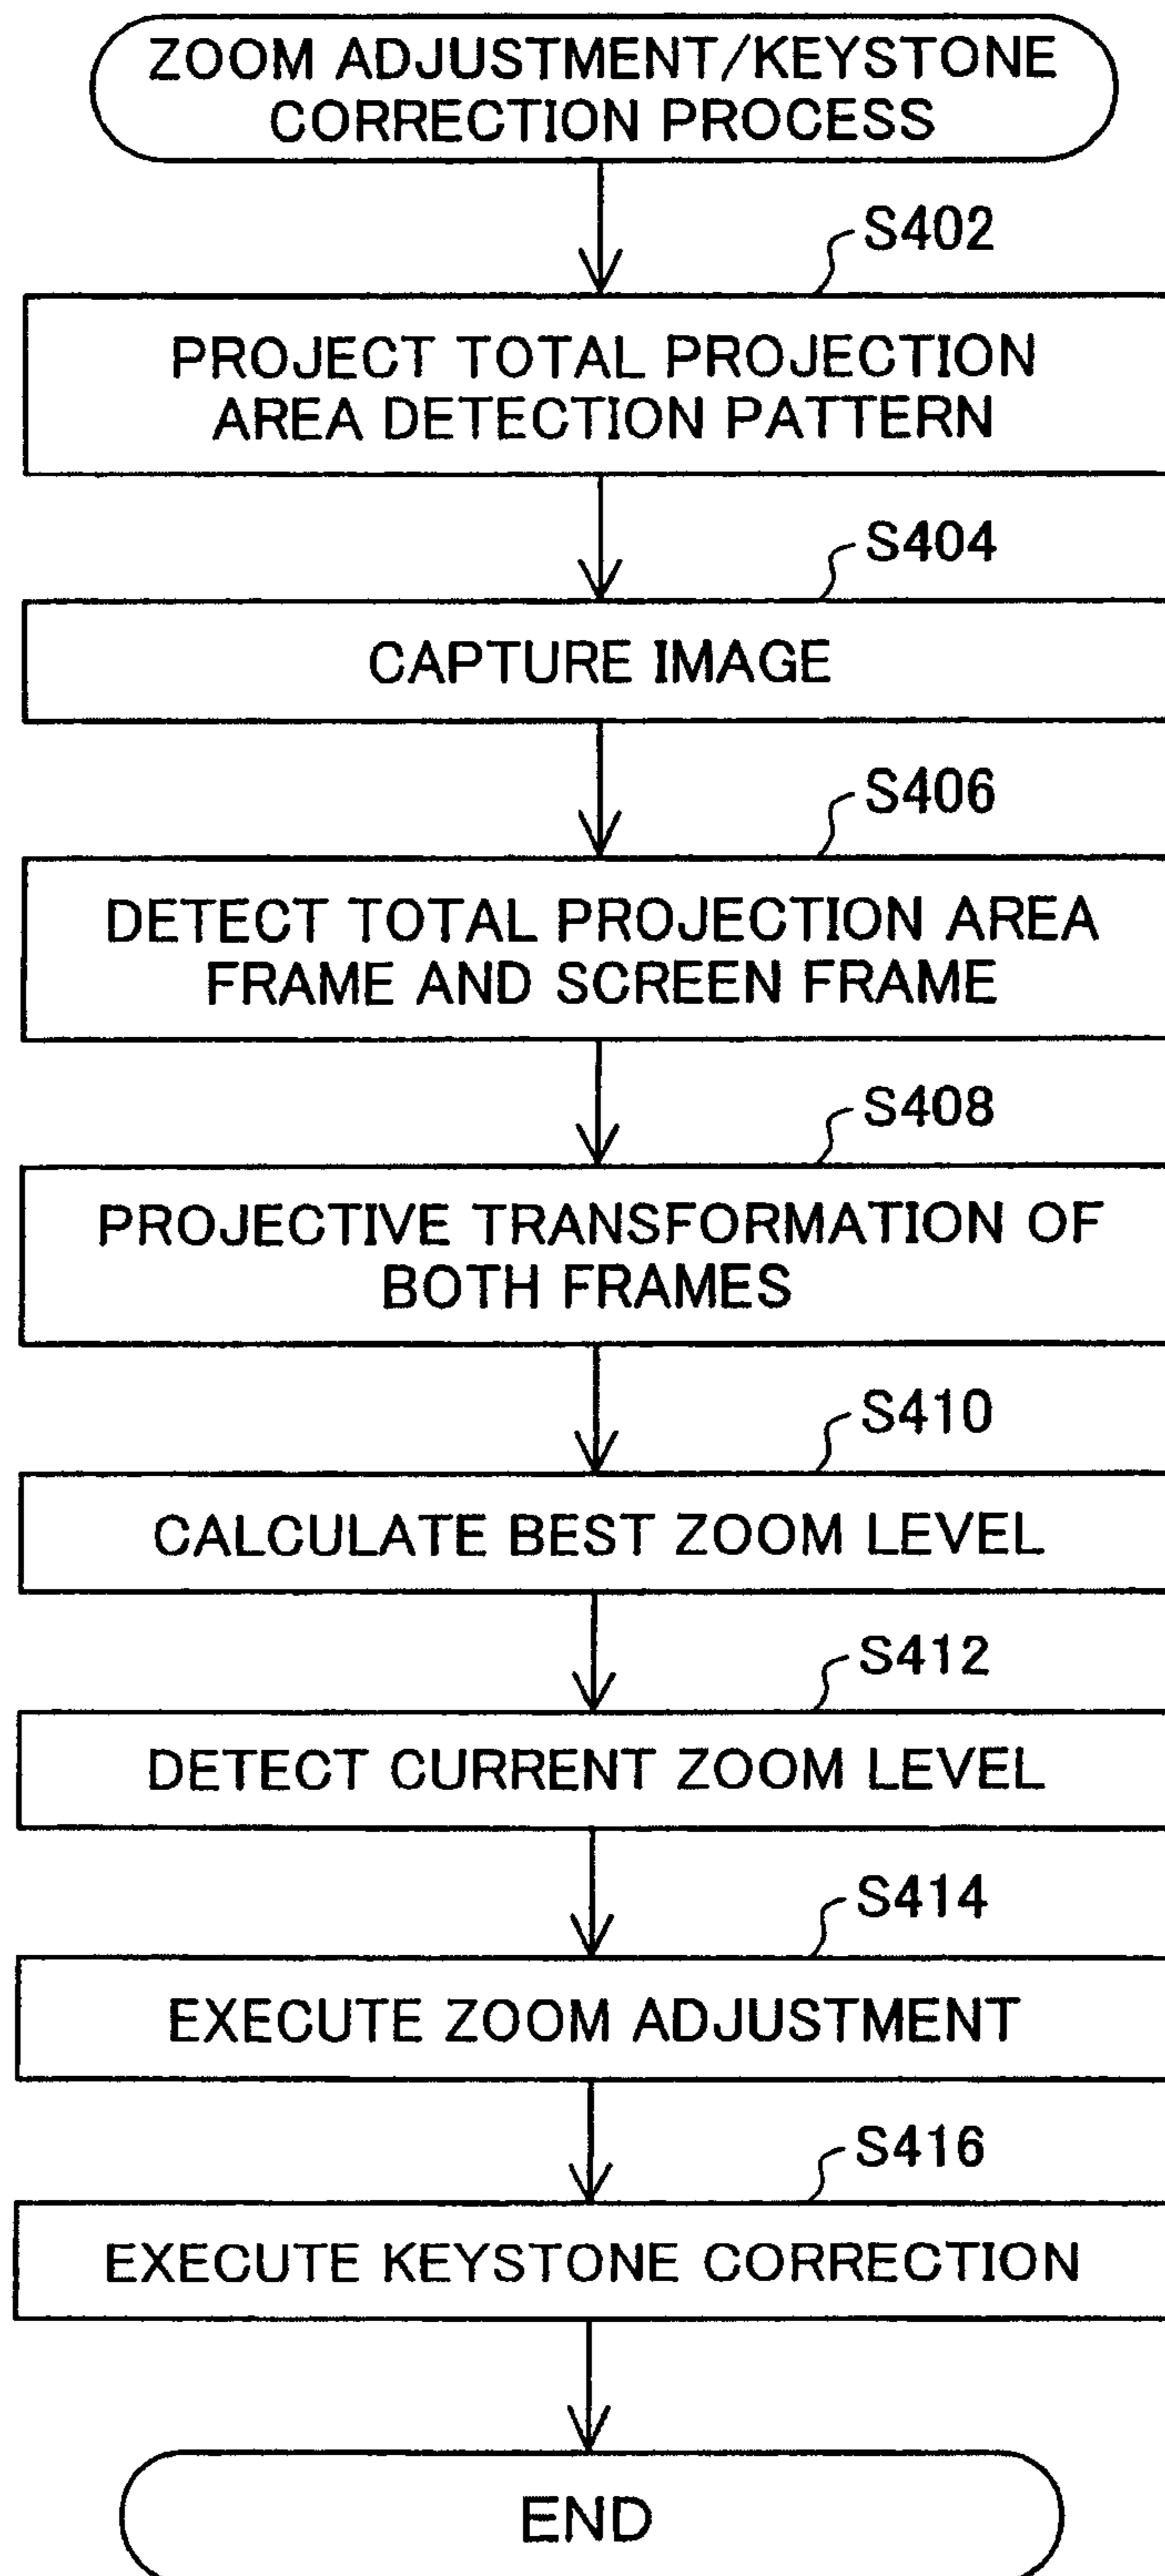 ZOOM ADJUSTMENT/KEYSTONE
CORRECTION PROCESS
S402
PROJECT TOTAL PROJECTION
AREA DETECTION PATTERN
S404
CAPTURE IMAGE
S406
DETECT TOTAL PROJECTION AREA
FRAME AND SCREEN FRAME
S408
PROJECTIVE TRANSFORMATION OF
BOTH FRAMES
S410
CALCULATE BEST ZOOM LEVEL
S412
DETECT CURRENT ZOOM LEVEL
S414
EXECUTE ZOOM ADJUSTMENT
S416
EXECUTE KEYSTONE CORRECTION
END